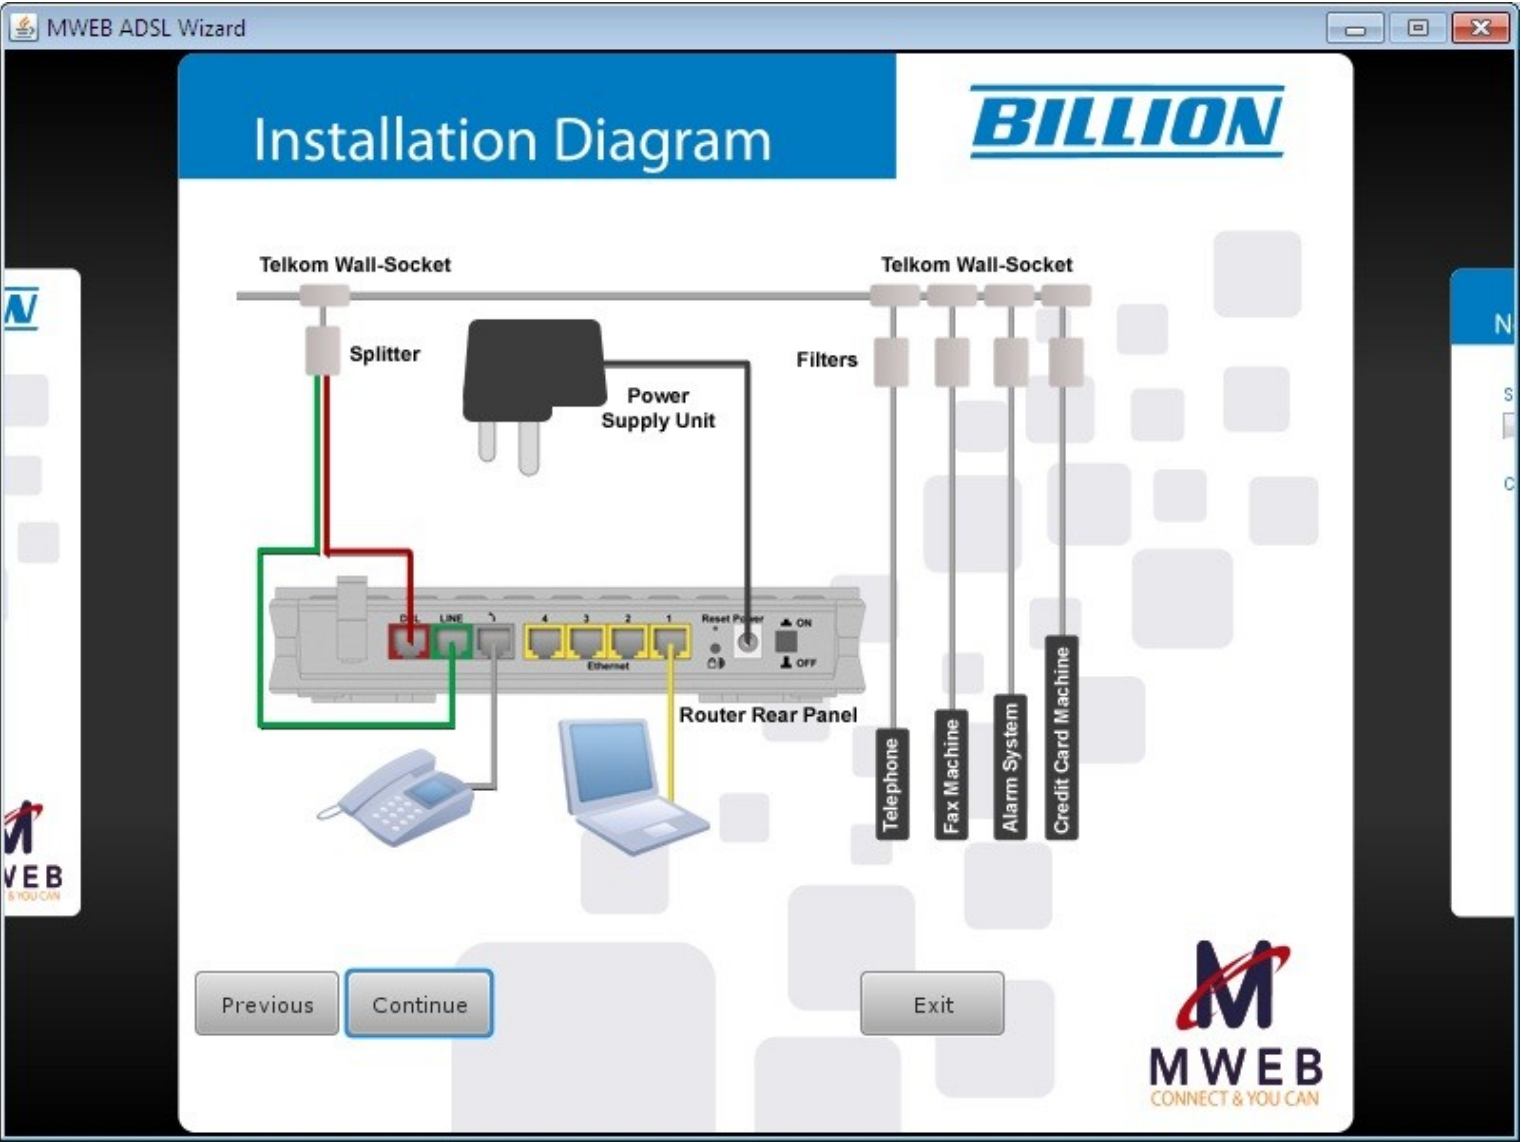 MWEB ADSL Wizard
Installation Diagram
BILLION
Telkom Wall-Socket
Telkom Wall-Socket
Splitter
Filters
Power
Supply Unit
LINE
4 3 2 1
Reset Power
ON
Ethernet
OFF
Router Rear Panel
Telephone
Fax Machine
Alarm System
Credit Card Machine
Previous
Continue
Exit
MWEB
CONNECT & YOU CAN